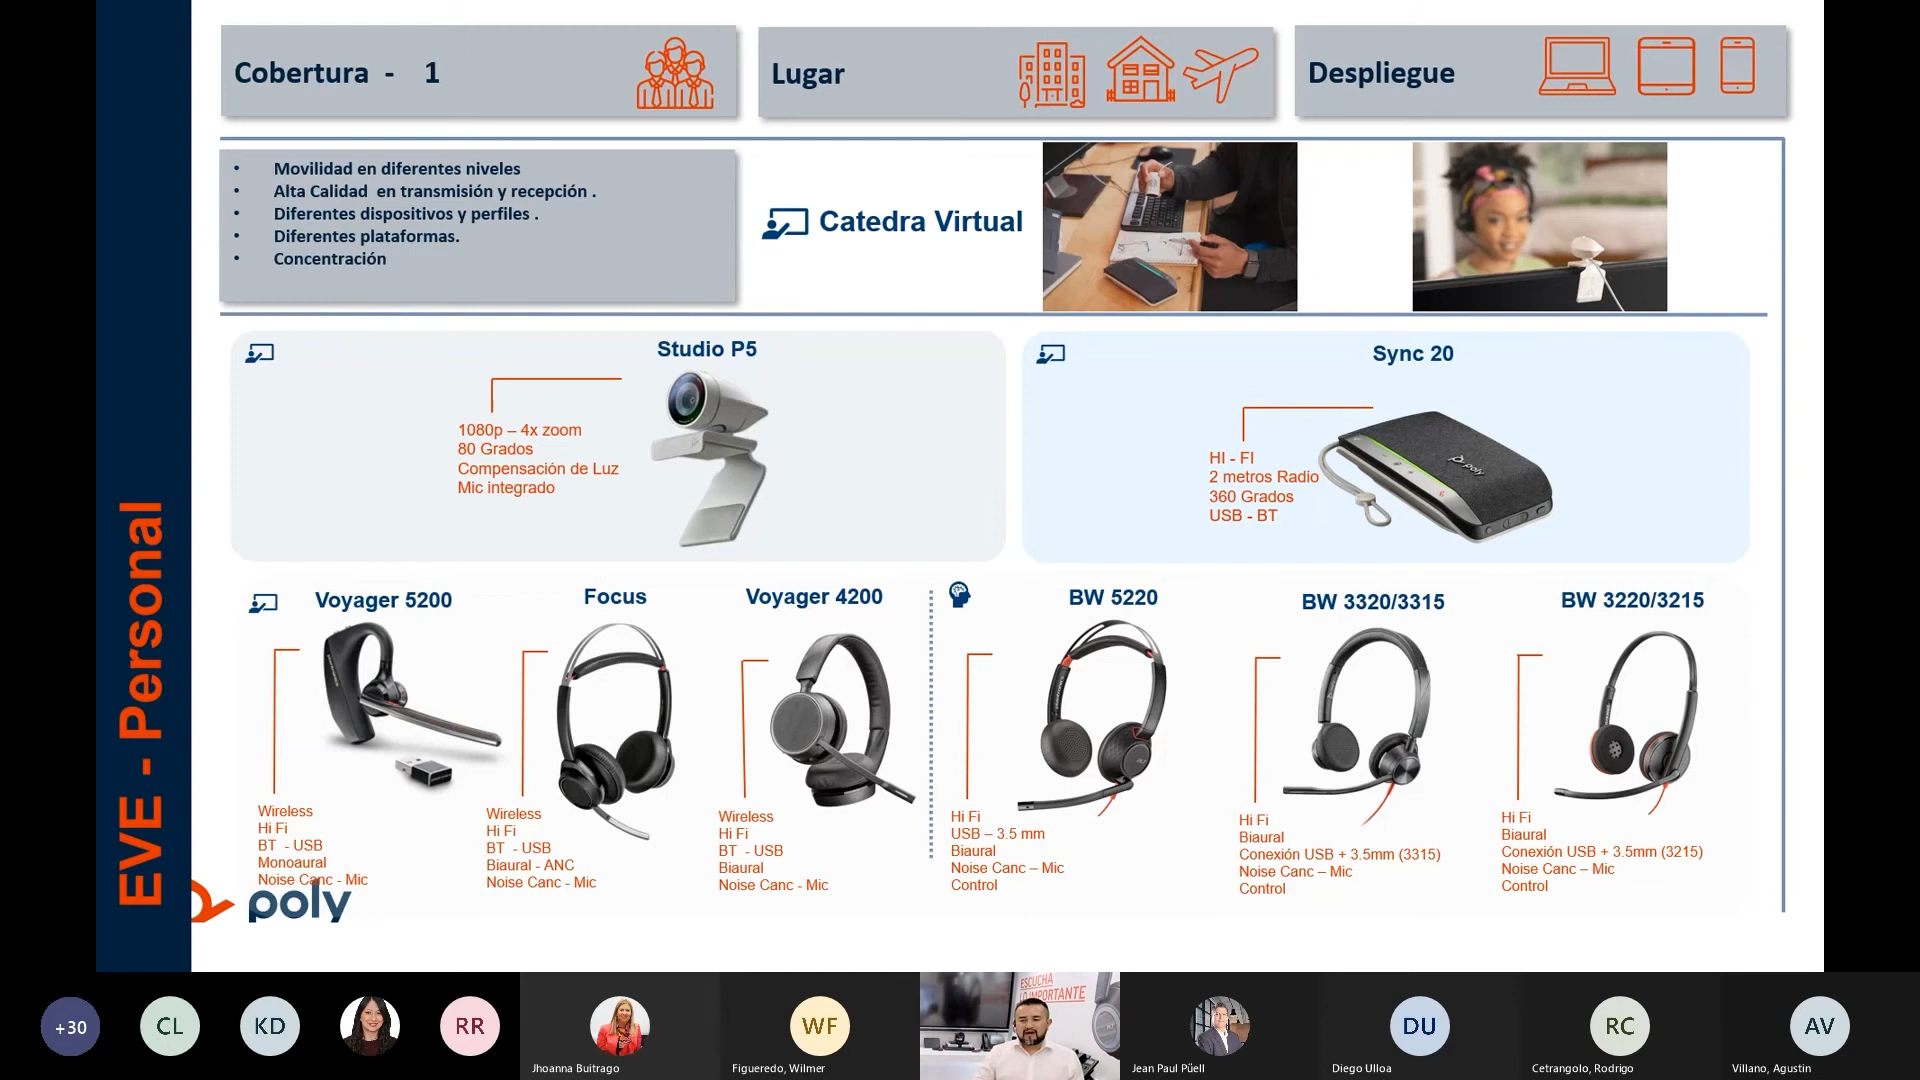 Cobertura - 1
Lugar
Despliegue
• Movilidad en diferentes niveles
• Alta Calidad en transmisión y recepción .
• Diferentes dispositivos y perfiles .
• Diferentes plataformas.
• Concentración
Catedra Virtual
EVE - Personal
Studio P5
1080p – 4x zoom
80 Grados
Compensación de Luz
Mic integrado
Sync 20
HI - FI
2 metros Radio
360 Grados
USB - BT
poly
Voyager 5200
Wireless
Hi Fi
BT - USB
Monoaural
Noise Canc - Mic
Focus
Wireless
Hi Fi
BT - USB
Biaural - ANC
Noise Canc - Mic
Voyager 4200
Wireless
Hi Fi
BT - USB
Biaural
Noise Canc - Mic
BW 5220
Hi Fi
USB – 3.5 mm
Biaural
Noise Canc – Mic
Control
BW 3320/3315
Hi Fi
Biaural
Conexión USB + 3.5mm (3315)
Noise Canc – Mic
Control
BW 3220/3215
Hi Fi
Biaural
Conexión USB + 3.5mm (3215)
Noise Canc – Mic
Control
poly
+30
CL
KD
RR
Jhoanna Buitrago
WF
Figueredo, Wilmer
ESCUCHA
LO IMPORTANTE
Jean Paul Püell
DU
Diego Ulloa
RC
Cetrangolo, Rodrigo
AV
Villano, Agustin